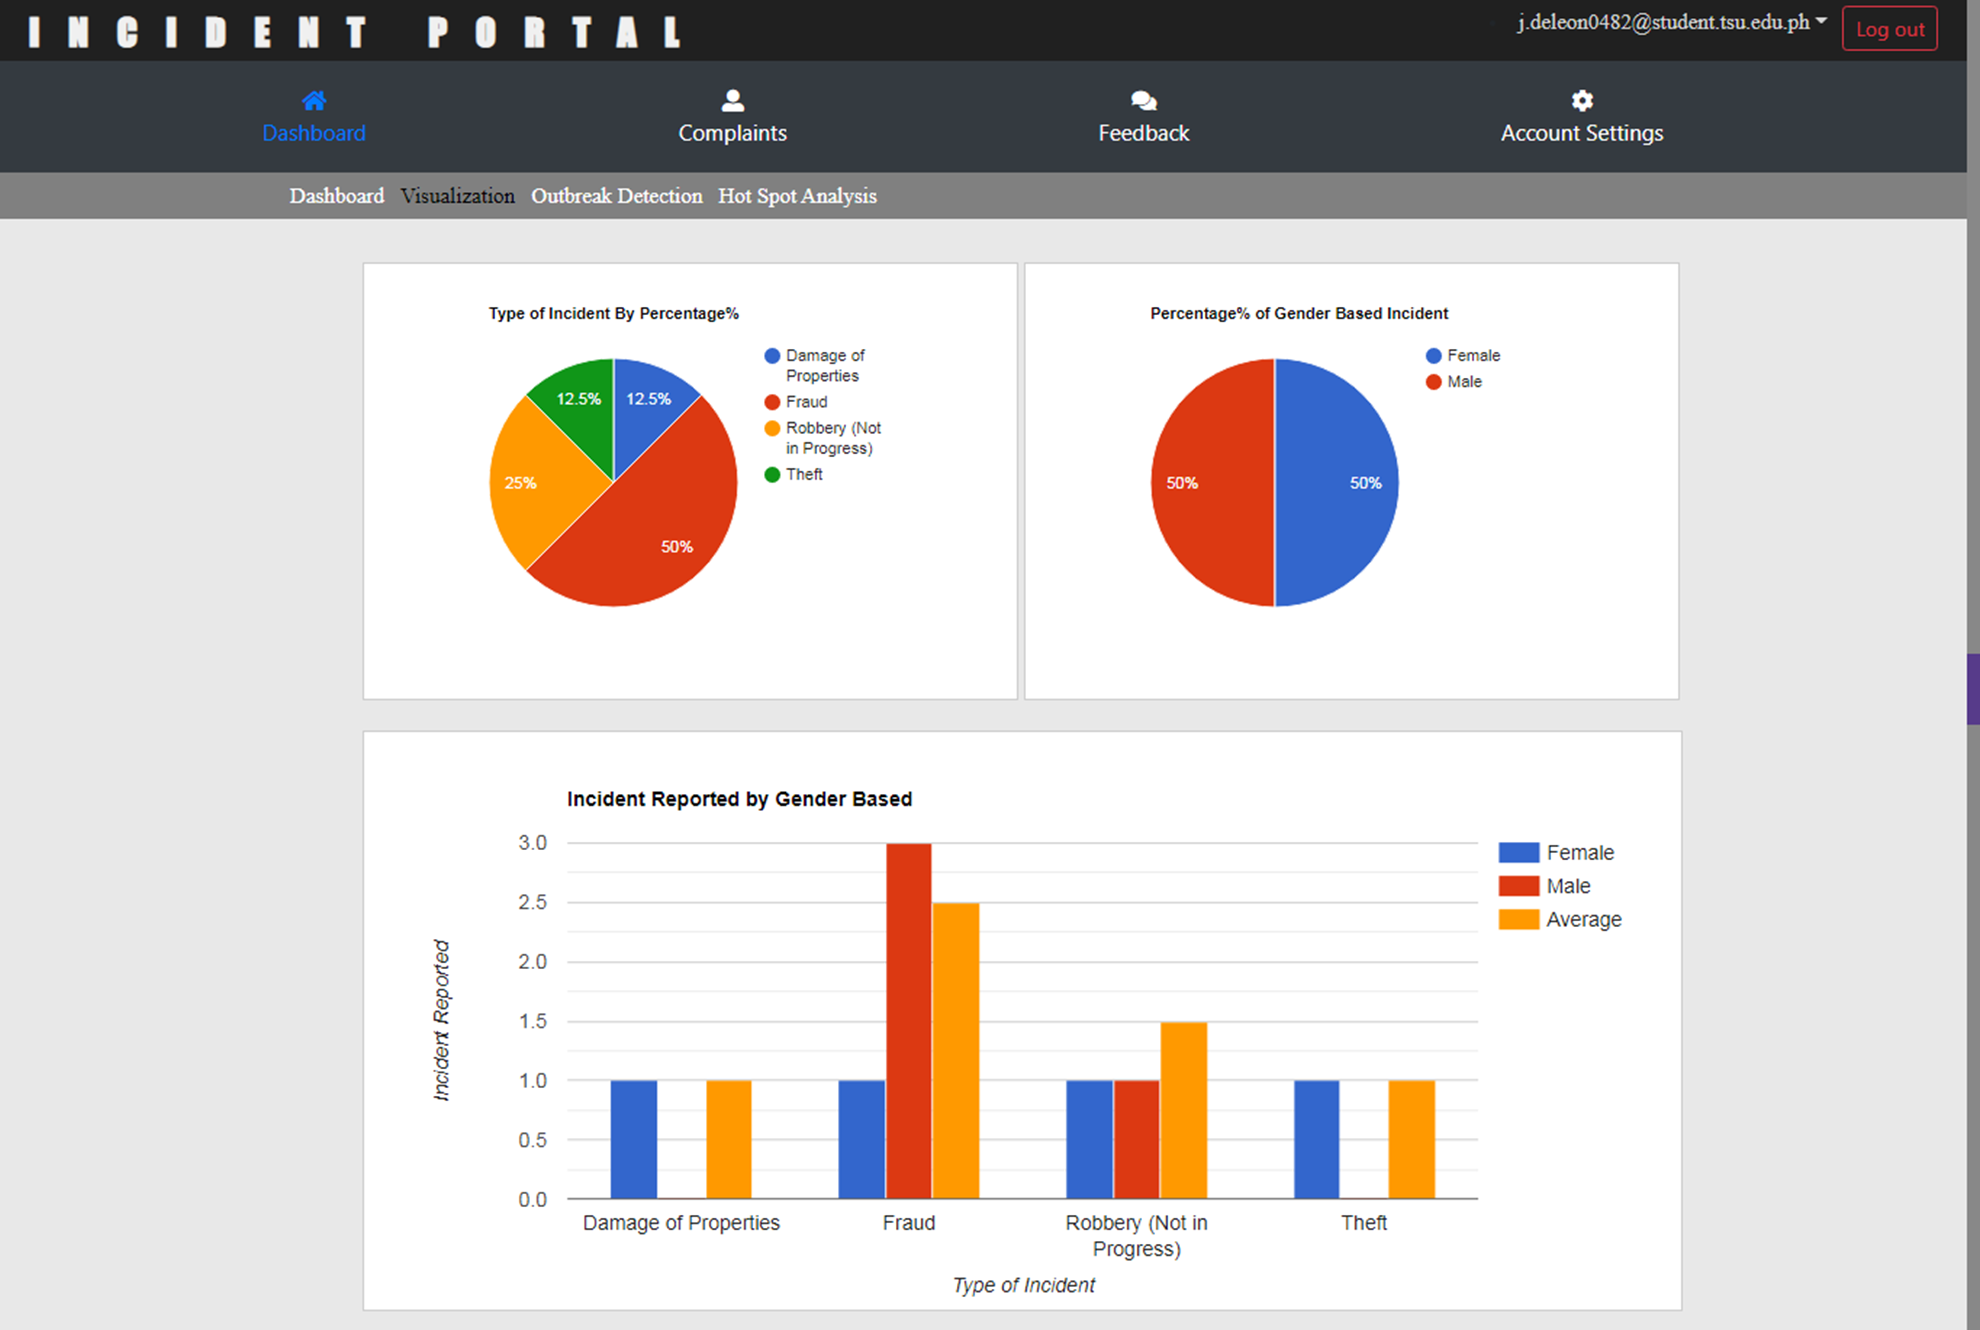 INCIDENT PORTAL
j.deleon0482@student.tsu.edu.ph
Log out
Dashboard
Complaints
Feedback
Account Settings
Dashboard Visualization Outbreak Detection Hot Spot Analysis
Type of Incident By Percentage%
12.5%
12.5%
25%
50%
Damage of
Properties
Fraud
Robbery (Not
in Progress)
Theft
Percentage% of Gender Based Incident
50%
50%
Female
Male
Incident Reported by Gender Based
3.0
2.5
2.0
1.5
1.0
0.5
0.0
Incident Reported
Damage of Properties
Fraud
Robbery (Not in
Progress)
Theft
Type of Incident
Female
Male
Average